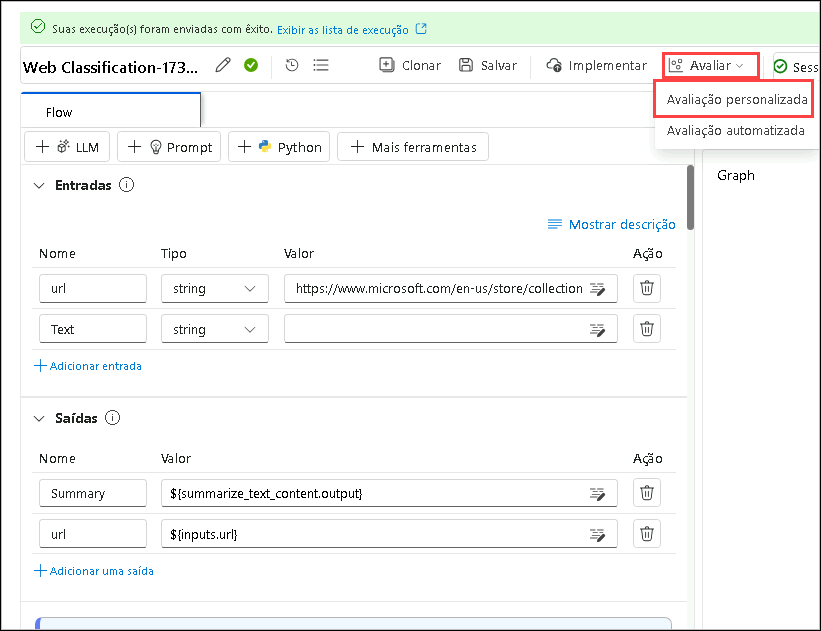 Suas execução(s) foram enviadas com êxito. Exibir as lista de execução
Web Classification-173... Clonar Salvar Implementar Avaliar Sess
Avaliação personalizada
Avaliação automatizada
Flow
LLM Prompt Python Mais ferramentas
Graph
Entradas
Mostrar descrição
Nome Tipo Valor Ação
url string https://www.microsoft.com/en-us/store/collection
Text string
Adicionar entrada
Saídas
Nome Valor Ação
Summary ${summarize_text_content.output}
url ${inputs.url}
Adicionar uma saída